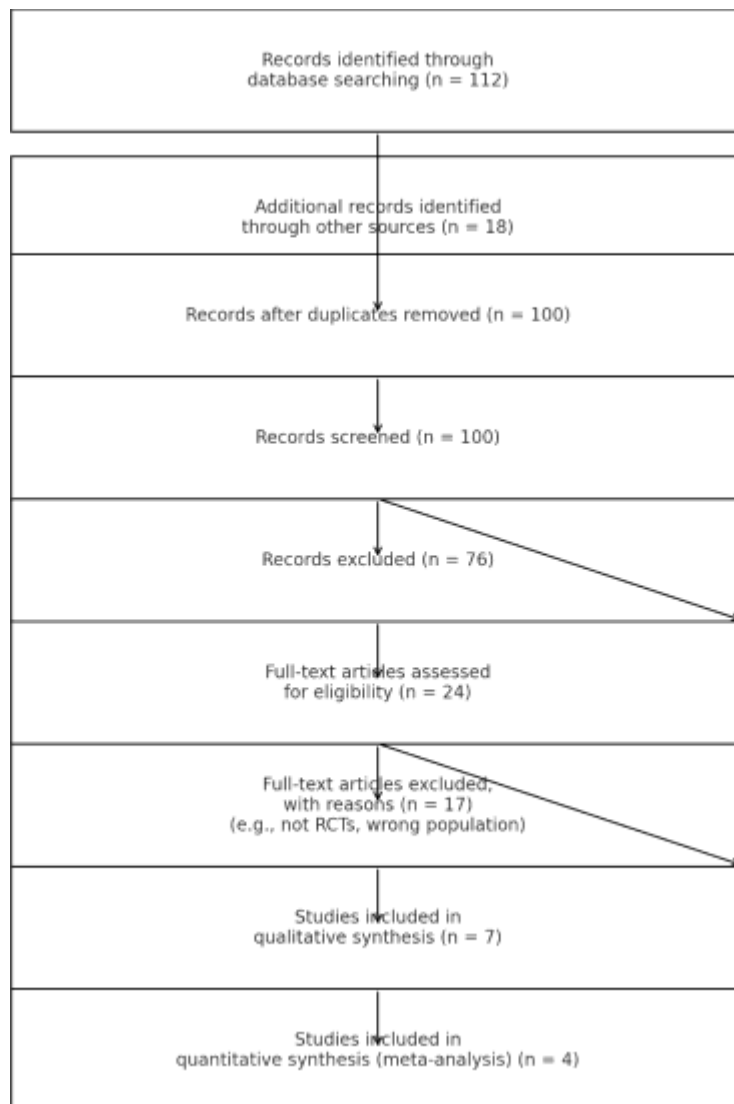 Records identified through
database searching (n = 112)
Additional records identified
through other sources (n = 18)
Records after duplicates removed (n = 100)
Records screened (n = 100)
Records excluded (n = 76)
Full-text articles assessed
for eligibility (n = 24)
Full-text articles excluded,
with reasons (n = 17)
(e.g., not RCTs, wrong population)
Studies included in
qualitative synthesis (n = 7)
Studies included in
quantitative synthesis (meta-analysis) (n = 4)